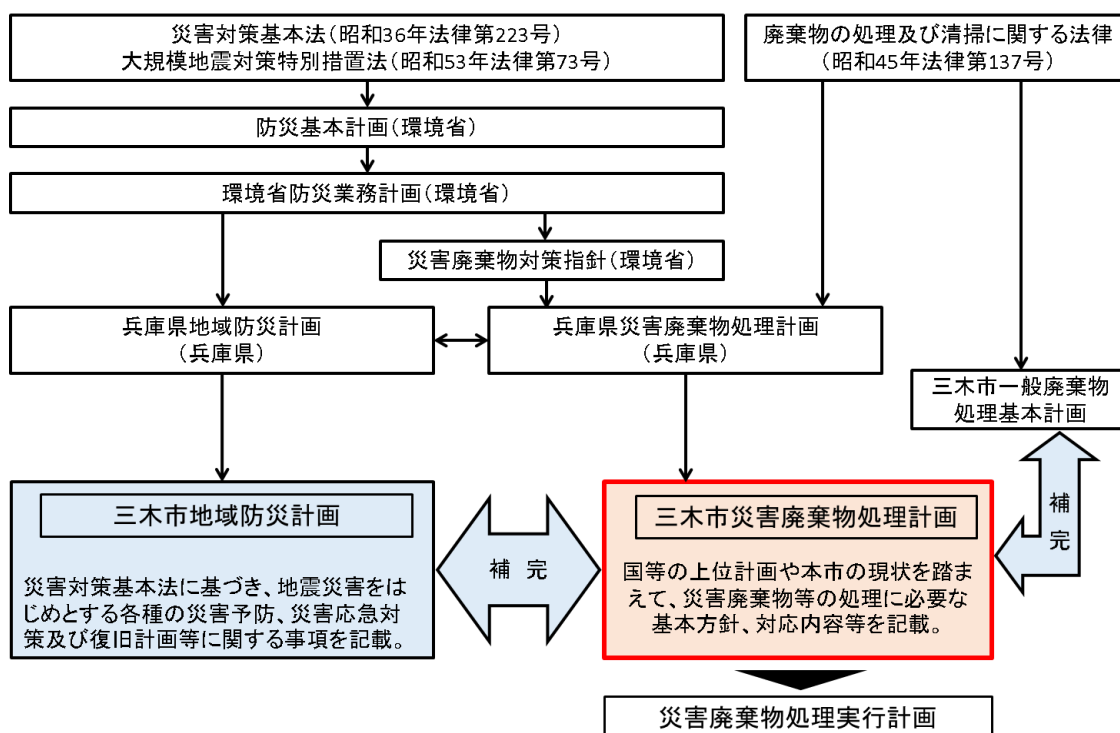 災害対策基本法(昭和36年法律第223号)
大規模地震対策特別措置法(昭和53年法律第73号)
廃棄物の処理及び清掃に関する法律
(昭和45年法律第137号)
防災基本計画(環境省)
環境省防災業務計画(環境省)
災害廃棄物対策指針(環境省)
兵庫県地域防災計画
(兵庫県)
兵庫県災害廃棄物処理計画
(兵庫県)
三木市一般廃棄物
処理基本計画
三木市地域防災計画
災害対策基本法に基づき、地震災害をは
じめとする各種の災害予防、災害応急対
策及び復旧計画等に関する事項を記載。
補 完
三木市災害廃棄物処理計画
国等の上位計画や本市の現状を踏ま
えて、災害廃棄物等の処理に必要な
基本方針、対応内容等を記載。
補
完
災害廃棄物処理実行計画